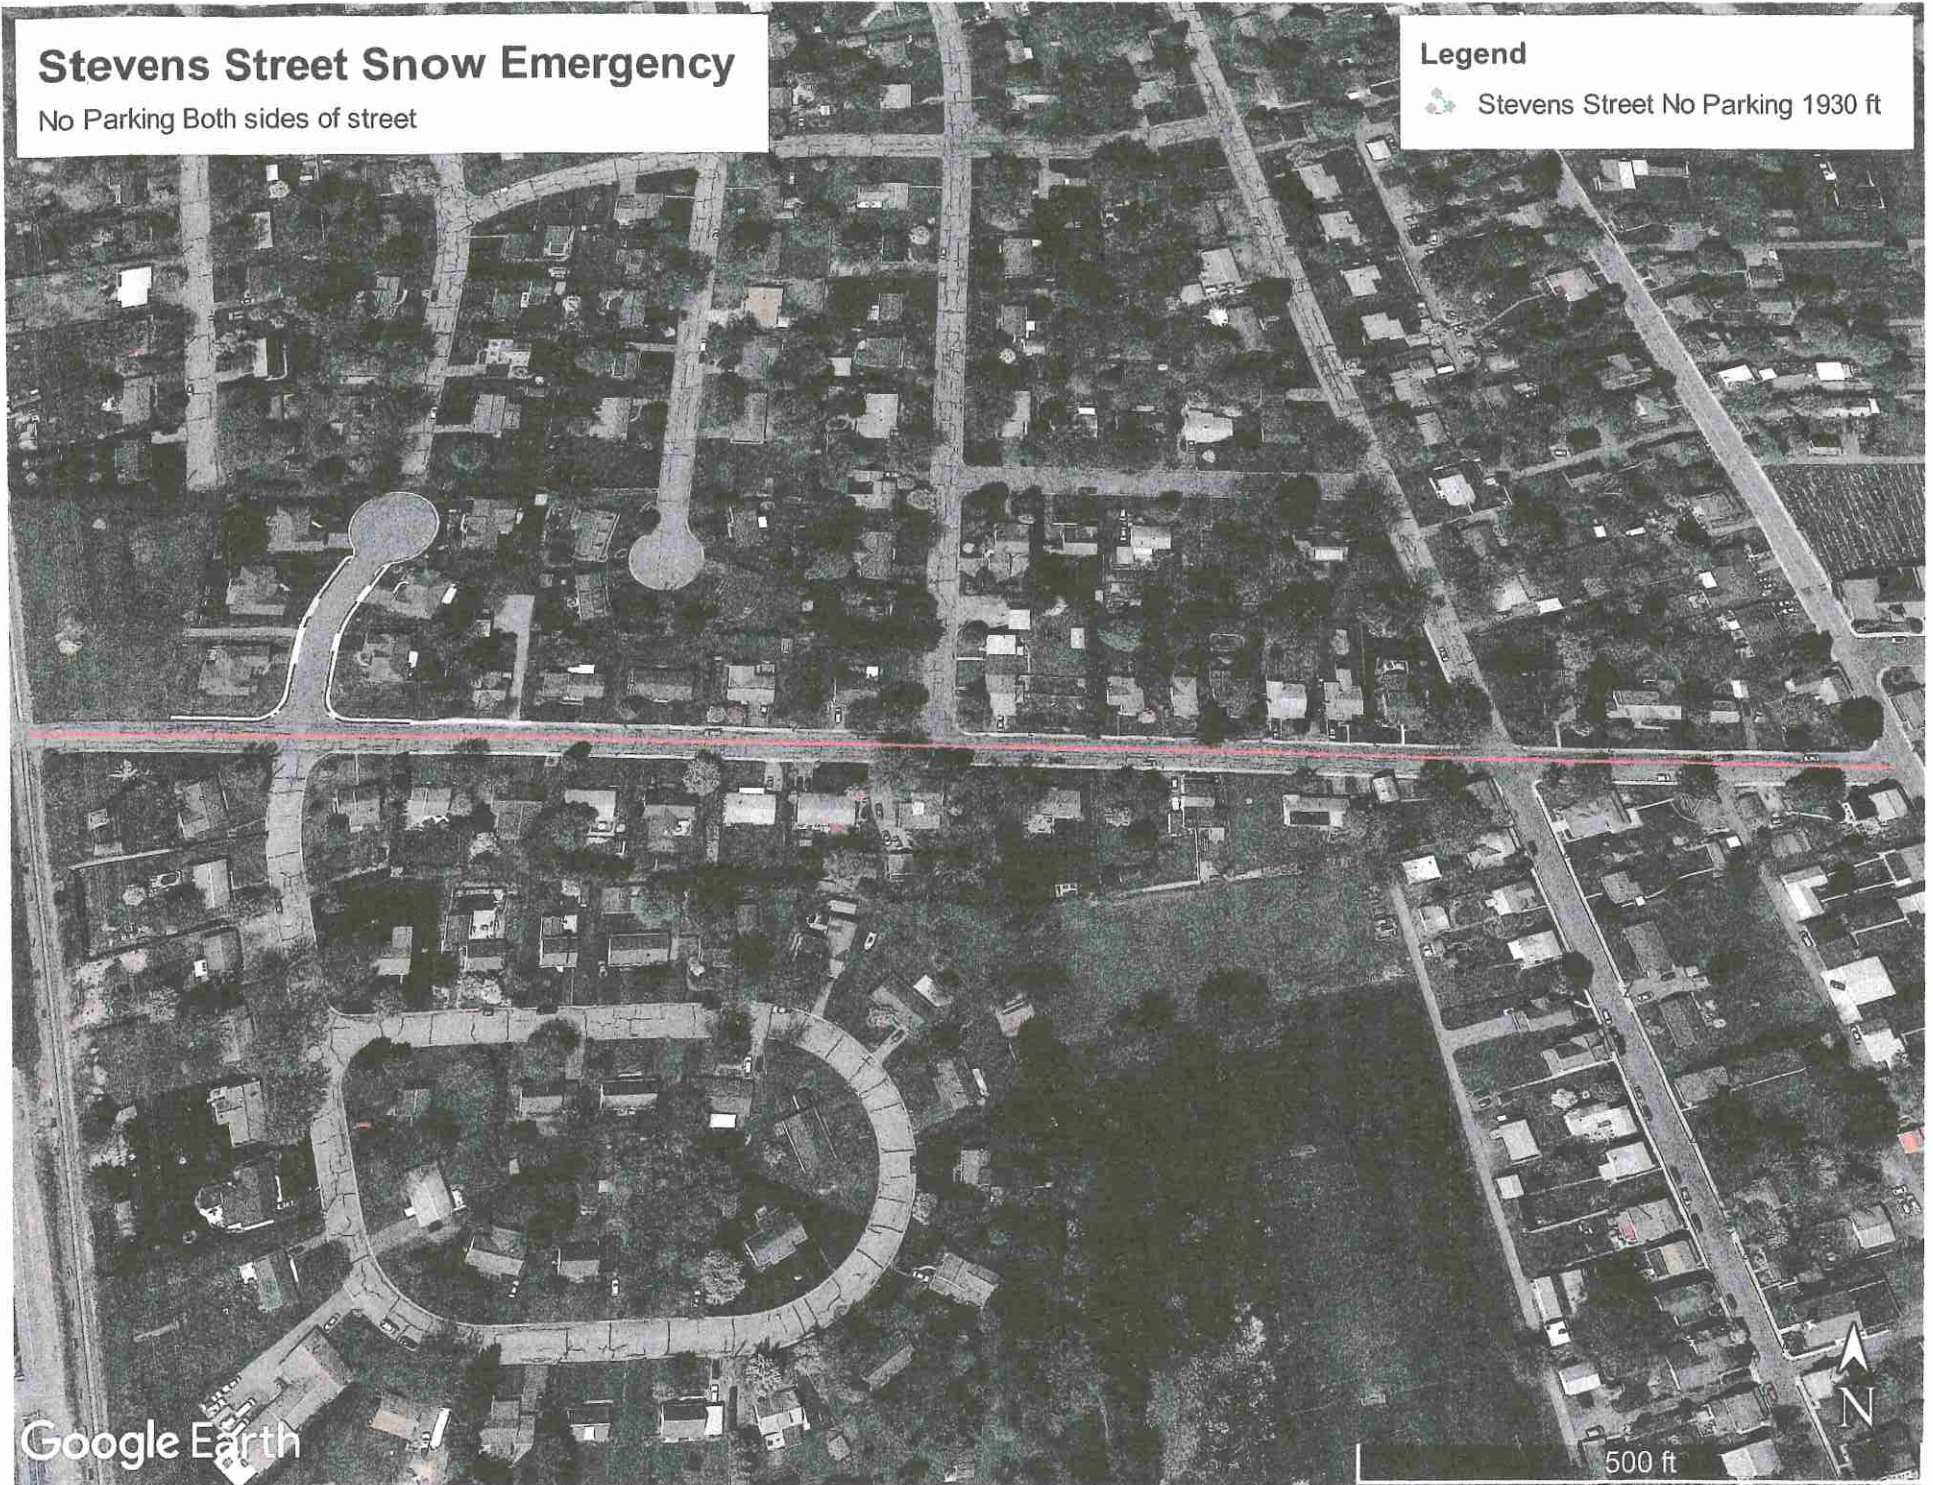 Stevens Street Snow Emergency
No Parking Both sides of street
Legend
Stevens Street No Parking 1930 ft
Google Earth
N
500 ft